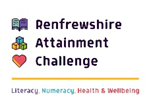 Renfrewshire
Attainment
Challenge
Literacy, Numeracy, Health & Wellbeing